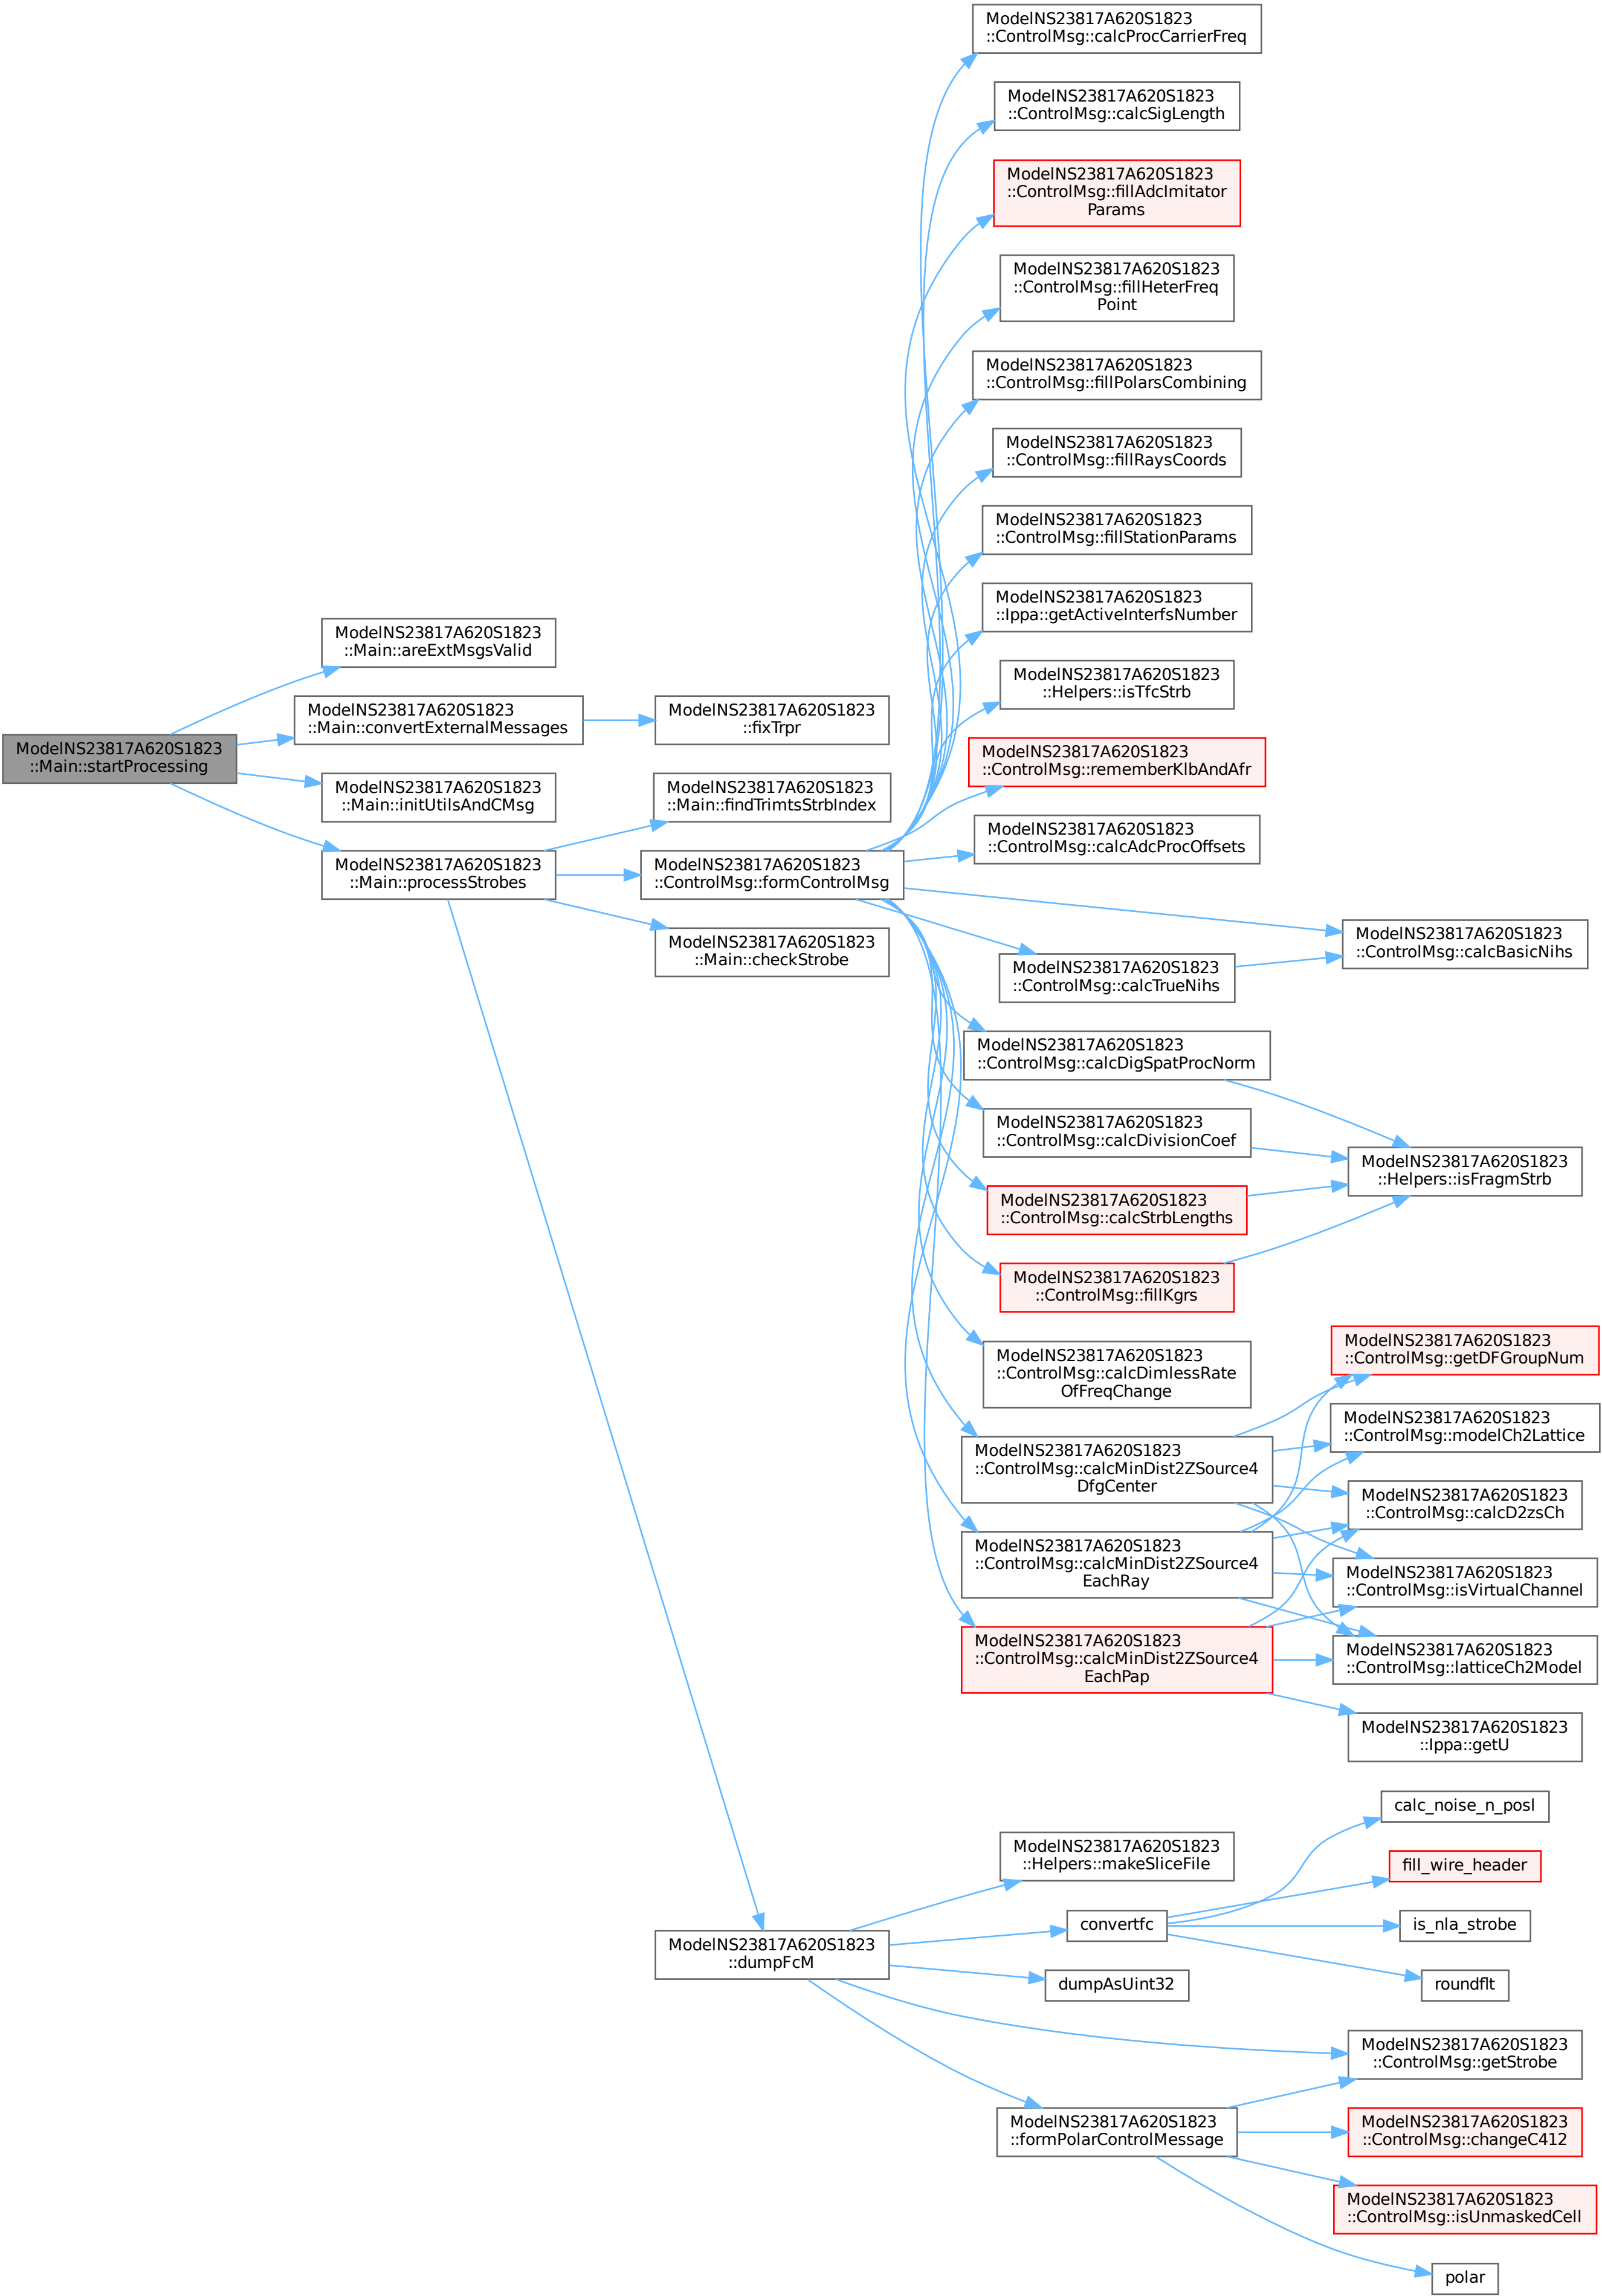 ModelNS23817A620S1823
::Main::startProcessing
ModelNS23817A620S1823
::Main::areExtMsgsValid
ModelNS23817A620S1823
::Main::convertExternalMessages
ModelNS23817A620S1823
::fixTrpr
ModelNS23817A620S1823
::Main::initUtilsAndCMsg
ModelNS23817A620S1823
::Main::processStrobes
ModelNS23817A620S1823
::Main::findTrimtsStrbIndex
ModelNS23817A620S1823
::ControlMsg::formControlMsg
ModelNS23817A620S1823
::Main::checkStrobe
ModelNS23817A620S1823
::dumpFcM
ModelNS23817A620S1823
::ControlMsg::calcProcCarrierFreq
ModelNS23817A620S1823
::ControlMsg::calcSigLength
ModelNS23817A620S1823
::ControlMsg::fillAdcImitator
Params
ModelNS23817A620S1823
::ControlMsg::fillHeterFreq
Point
ModelNS23817A620S1823
::ControlMsg::fillPolarsCombining
ModelNS23817A620S1823
::ControlMsg::fillRaysCoords
ModelNS23817A620S1823
::ControlMsg::fillStationParams
ModelNS23817A620S1823
::Ippa::getActiveInterfsNumber
ModelNS23817A620S1823
::Helpers::isTfcStrb
ModelNS23817A620S1823
::ControlMsg::rememberKlbAndAfr
ModelNS23817A620S1823
::ControlMsg::calcAdcProcOffsets
ModelNS23817A620S1823
::ControlMsg::calcTrueNihs
ModelNS23817A620S1823
::ControlMsg::calcBasicNihs
ModelNS23817A620S1823
::ControlMsg::calcDigSpatProcNorm
ModelNS23817A620S1823
::ControlMsg::calcDivisionCoef
ModelNS23817A620S1823
::Helpers::isFragmStrb
ModelNS23817A620S1823
::ControlMsg::calcStrbLengths
ModelNS23817A620S1823
::ControlMsg::fillKgrs
ModelNS23817A620S1823
::ControlMsg::calcDimlessRate
OfFreqChange
ModelNS23817A620S1823
::ControlMsg::calcMinDist2ZSource4
DfgCenter
ModelNS23817A620S1823
::ControlMsg::calcMinDist2ZSource4
EachRay
ModelNS23817A620S1823
::ControlMsg::calcMinDist2ZSource4
EachPap
ModelNS23817A620S1823
::ControlMsg::getDFGroupNum
ModelNS23817A620S1823
::ControlMsg::modelCh2Lattice
ModelNS23817A620S1823
::ControlMsg::calcD2zsCh
ModelNS23817A620S1823
::ControlMsg::isVirtualChannel
ModelNS23817A620S1823
::ControlMsg::latticeCh2Model
ModelNS23817A620S1823
::Ippa::getU
ModelNS23817A620S1823
::Helpers::makeSliceFile
convertfc
dumpAsUint32
calc_noise_n_posl
fill_wire_header
is_nla_strobe
roundflt
ModelNS23817A620S1823
::ControlMsg::getStrobe
ModelNS23817A620S1823
::formPolarControlMessage
ModelNS23817A620S1823
::ControlMsg::changeC412
ModelNS23817A620S1823
::ControlMsg::isUnmaskedCell
polar